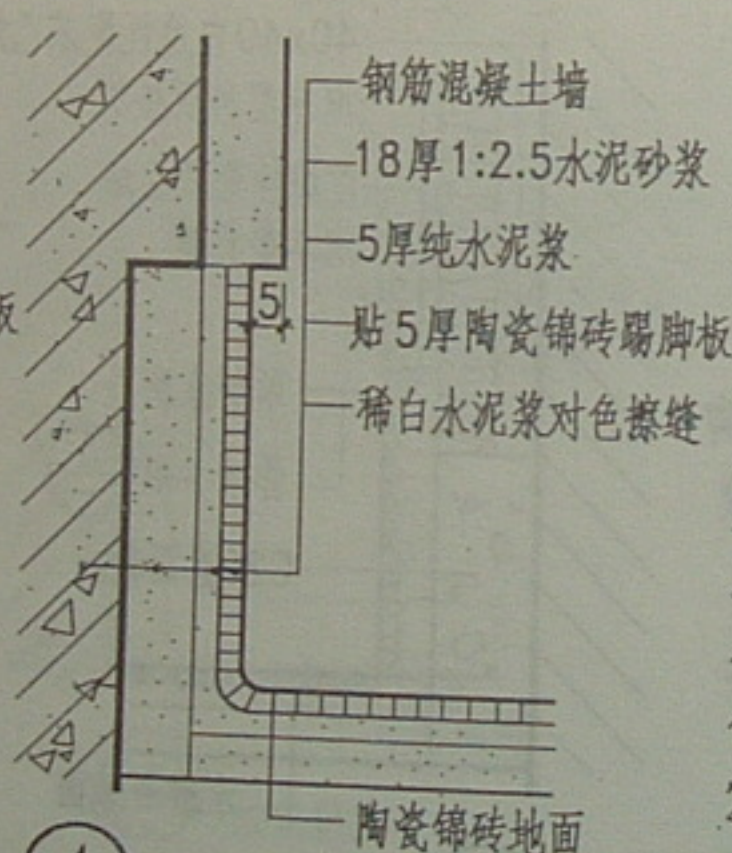 钢筋混凝土墙
18厚1:2.5水泥砂浆
5厚纯水泥浆
5
板
贴5厚陶瓷锦砖踢脚板
稀白水泥浆对色擦缝
陶瓷锦砖地面